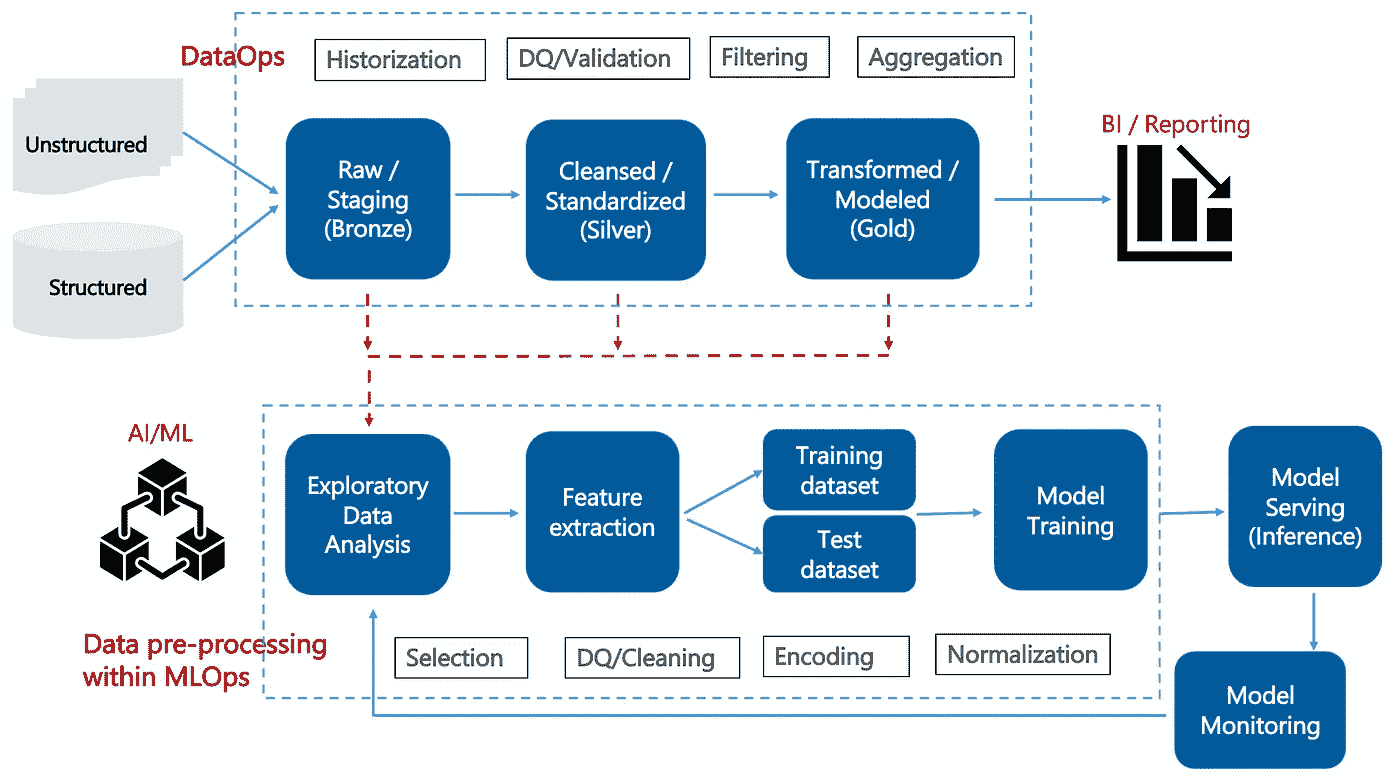 DataOps
Historization
DQ/Validation
Filtering
Aggregation
Unstructured
Structured
Raw /
Staging
(Bronze)
Cleansed /
Standardized
(Silver)
Transformed /
Modeled
(Gold)
BI / Reporting
AI/ML
Exploratory
Data
Analysis
Feature
extraction
Training
dataset
Test
dataset
Model
Training
Model
Serving
(Inference)
Data pre-processing
within MLOps
Selection
DQ/Cleaning
Encoding
Normalization
Model
Monitoring